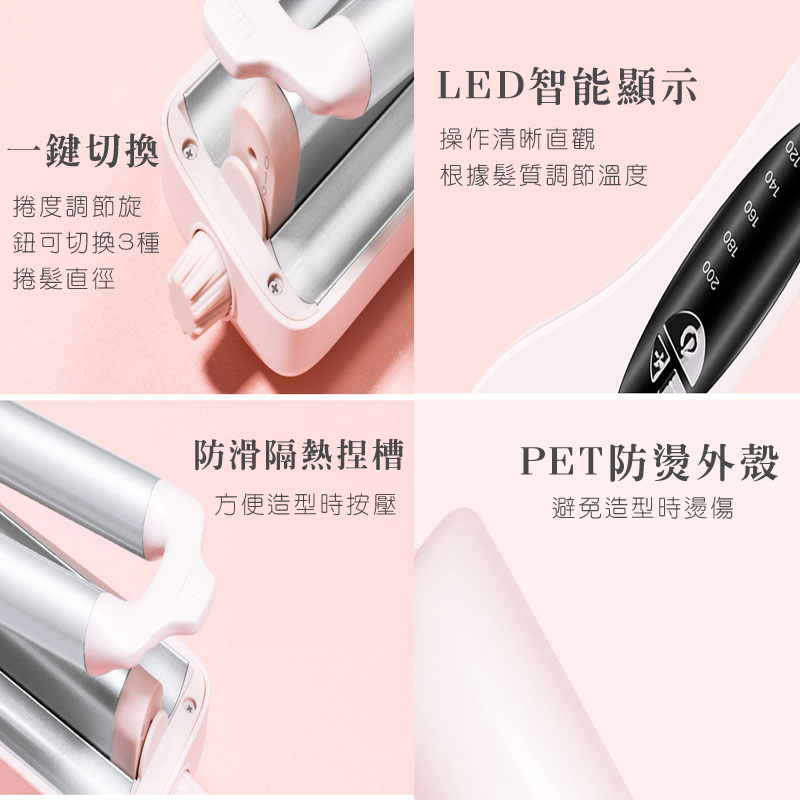 一鍵切換
捲度調節旋
鈕可切換3種
捲髮直徑
LED智能顯示
操作清晰直觀
根據髮質調節溫度
120
140
160
180
200
防滑隔熱捏槽
方便造型時按壓
PET防燙外殼
避免造型時燙傷